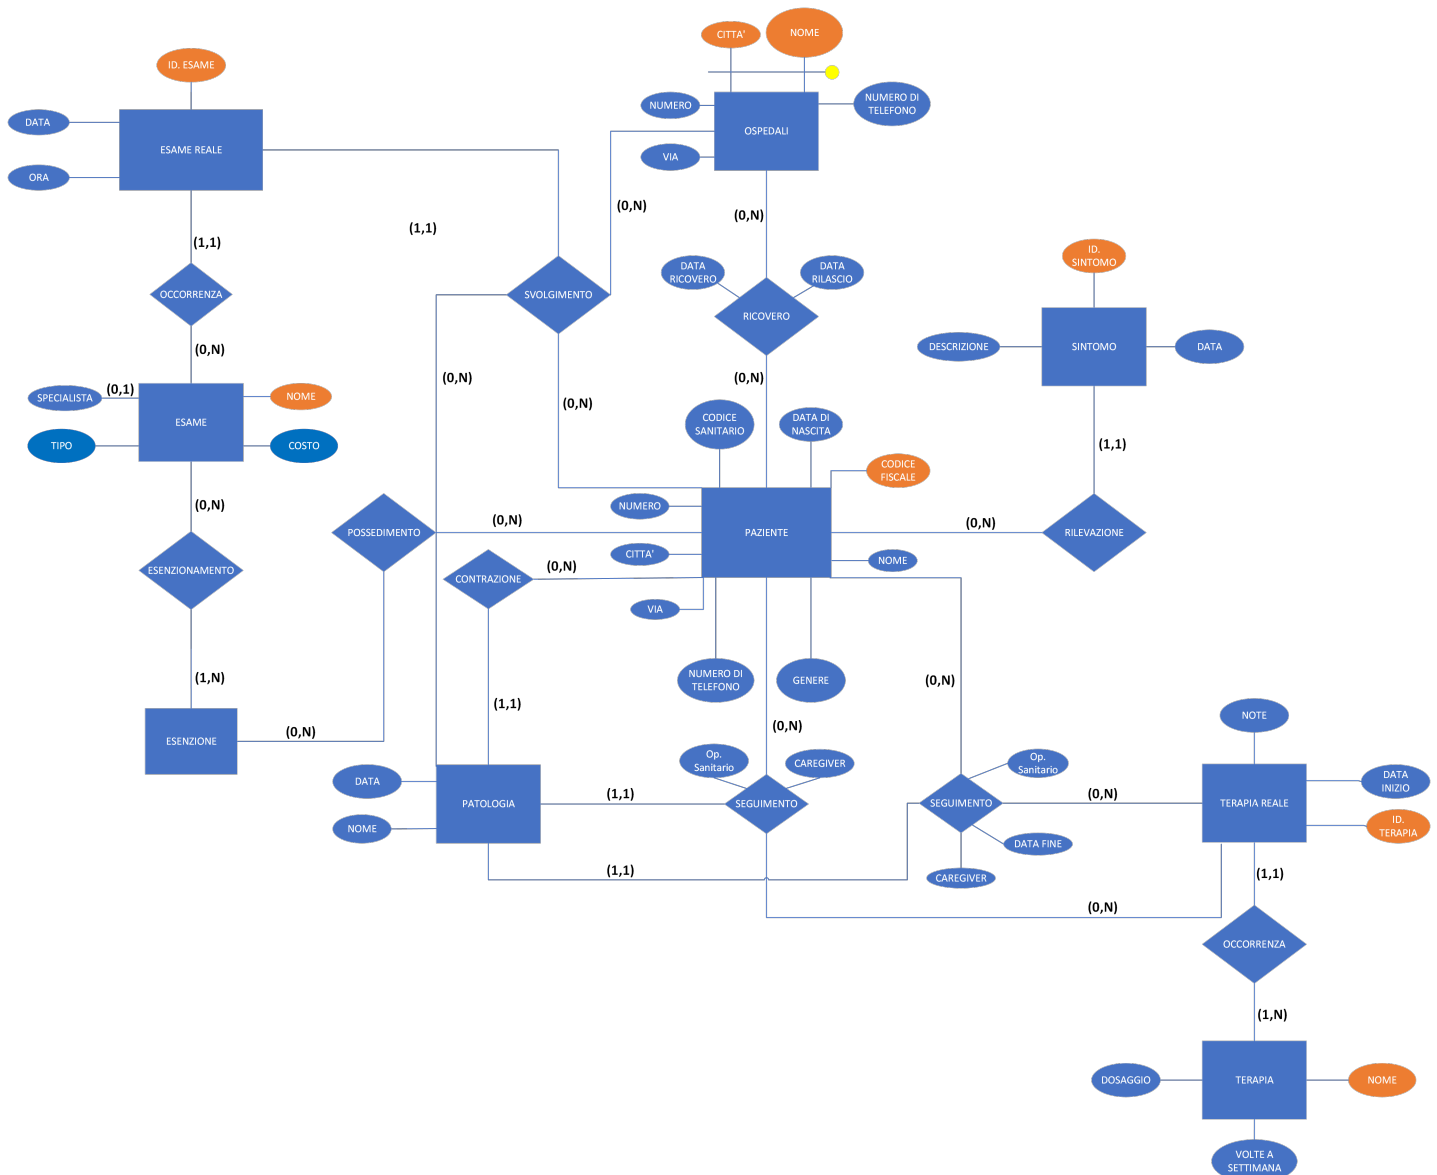 CITTA'
NOME
ID. ESAME
NUMERO
NUMERO DI
TELEFONO
DATA
OSPEDALI
ESAME REALE
VIA
ORA
(0,N)
(0,N)
(1,1)
(1,1)
ID.
SINTOMO
DATA
RICOVERO
DATA
RILASCIO
OCCORRENZA
SVOLGIMENTO
RICOVERO
DESCRIZIONE
SINTOMO
DATA
(0,N)
(0,N)
(0,N)
(0,1)
SPECIALISTA
NOME
(0,N)
ESAME
CODICE
SANITARIO
DATA DI
NASCITA
TIPO
COSTO
(1,1)
CODICE
FISCALE
(0,N)
NUMERO
(0,N)
(0,N)
POSSEDIMENTO
PAZIENTE
RILEVAZIONE
CITTA'
NOME
(0,N)
ESENZIONAMENTO
CONTRAZIONE
VIA
(1,N)
NUMERO DI
TELEFONO
GENERE
(0,N)
(1,1)
NOTE
(0,N)
(0,N)
ESENZIONE
Op.
Sanitario
CAREGIVER
Op.
Sanitario
DATA
DATA
INIZIO
(1,1)
(0,N)
PATOLOGIA
SEGUIMENTO
SEGUIMENTO
TERAPIA REALE
NOME
ID.
TERAPIA
DATA FINE
(1,1)
(1,1)
CAREGIVER
(0,N)
OCCORRENZA
(1,N)
DOSAGGIO
TERAPIA
NOME
VOLTE A
SETTIMANA